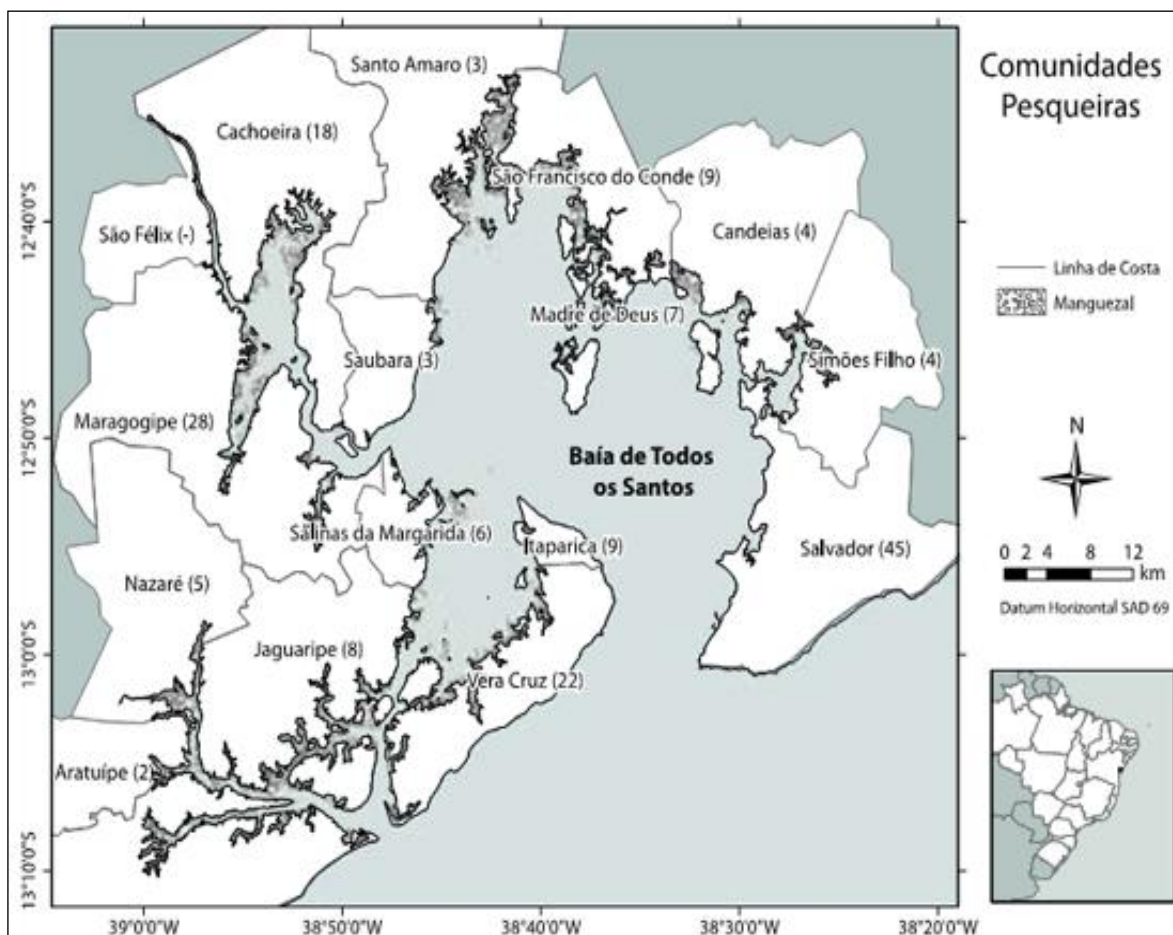 Comunidades
Pesqueiras
Santo Amaro (3)
Cachoeira (18)
São Francisco do Conde (9)
São Félix (-)
Candeias (4)
Linha de Costa
Manguezal
Madre de Deus (7)
Saubara (3)
Simões Filho (4)
Maragogipe (28)
Baía de Todos
os Santos
N
Salinas da Margarida (6)
Itaparica (9)
Salvador (45)
0 2 4 8 12
km
Datum Horizontal SAD 69
Nazaré (5)
Jaguaripe (8)
Vera Cruz (22)
Aratuípe (2)
12°40'0"S
12°50'0"S
13°0'0"S
13°10'0"S
39°0'0"W
38°50'0"W
38°40'0"W
38°30'0"W
38°20'0"W